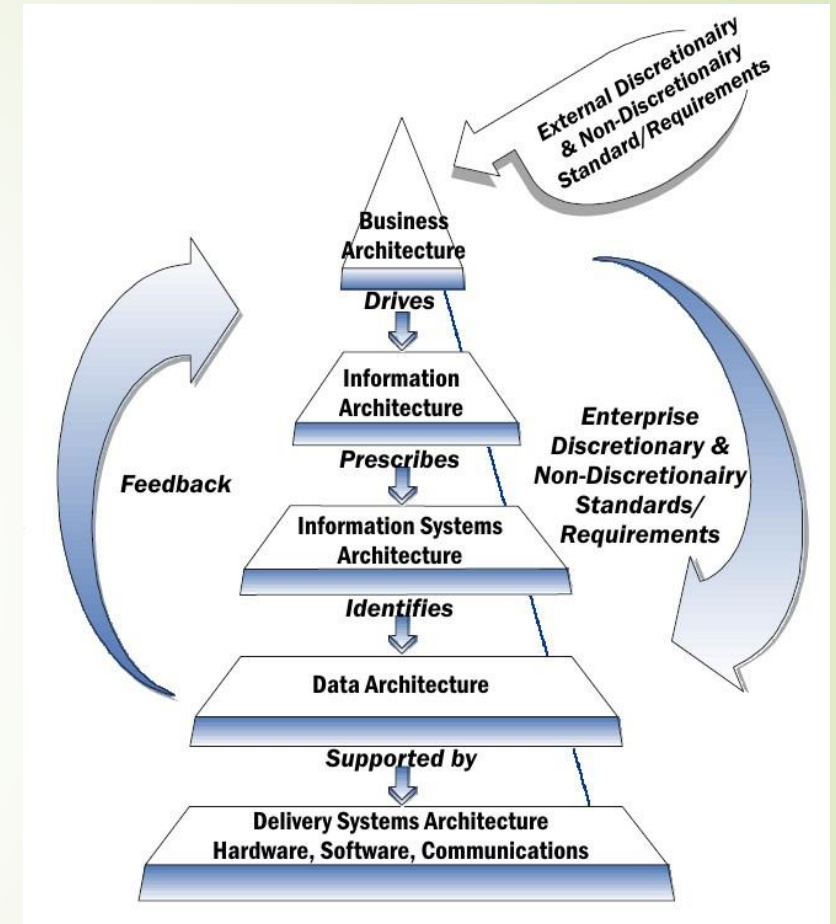 External Discretionairy
& Non-Discretionairy
Standard/Requirements
Business
Architecture
Drives
Information
Architecture
Prescribes
Feedback
Enterprise
Discretionary &
Non-Discretionairy
Standards/
Requirements
Information Systems
Architecture
Identifies
Data Architecture
Supported by
Delivery Systems Architecture
Hardware, Software, Communications